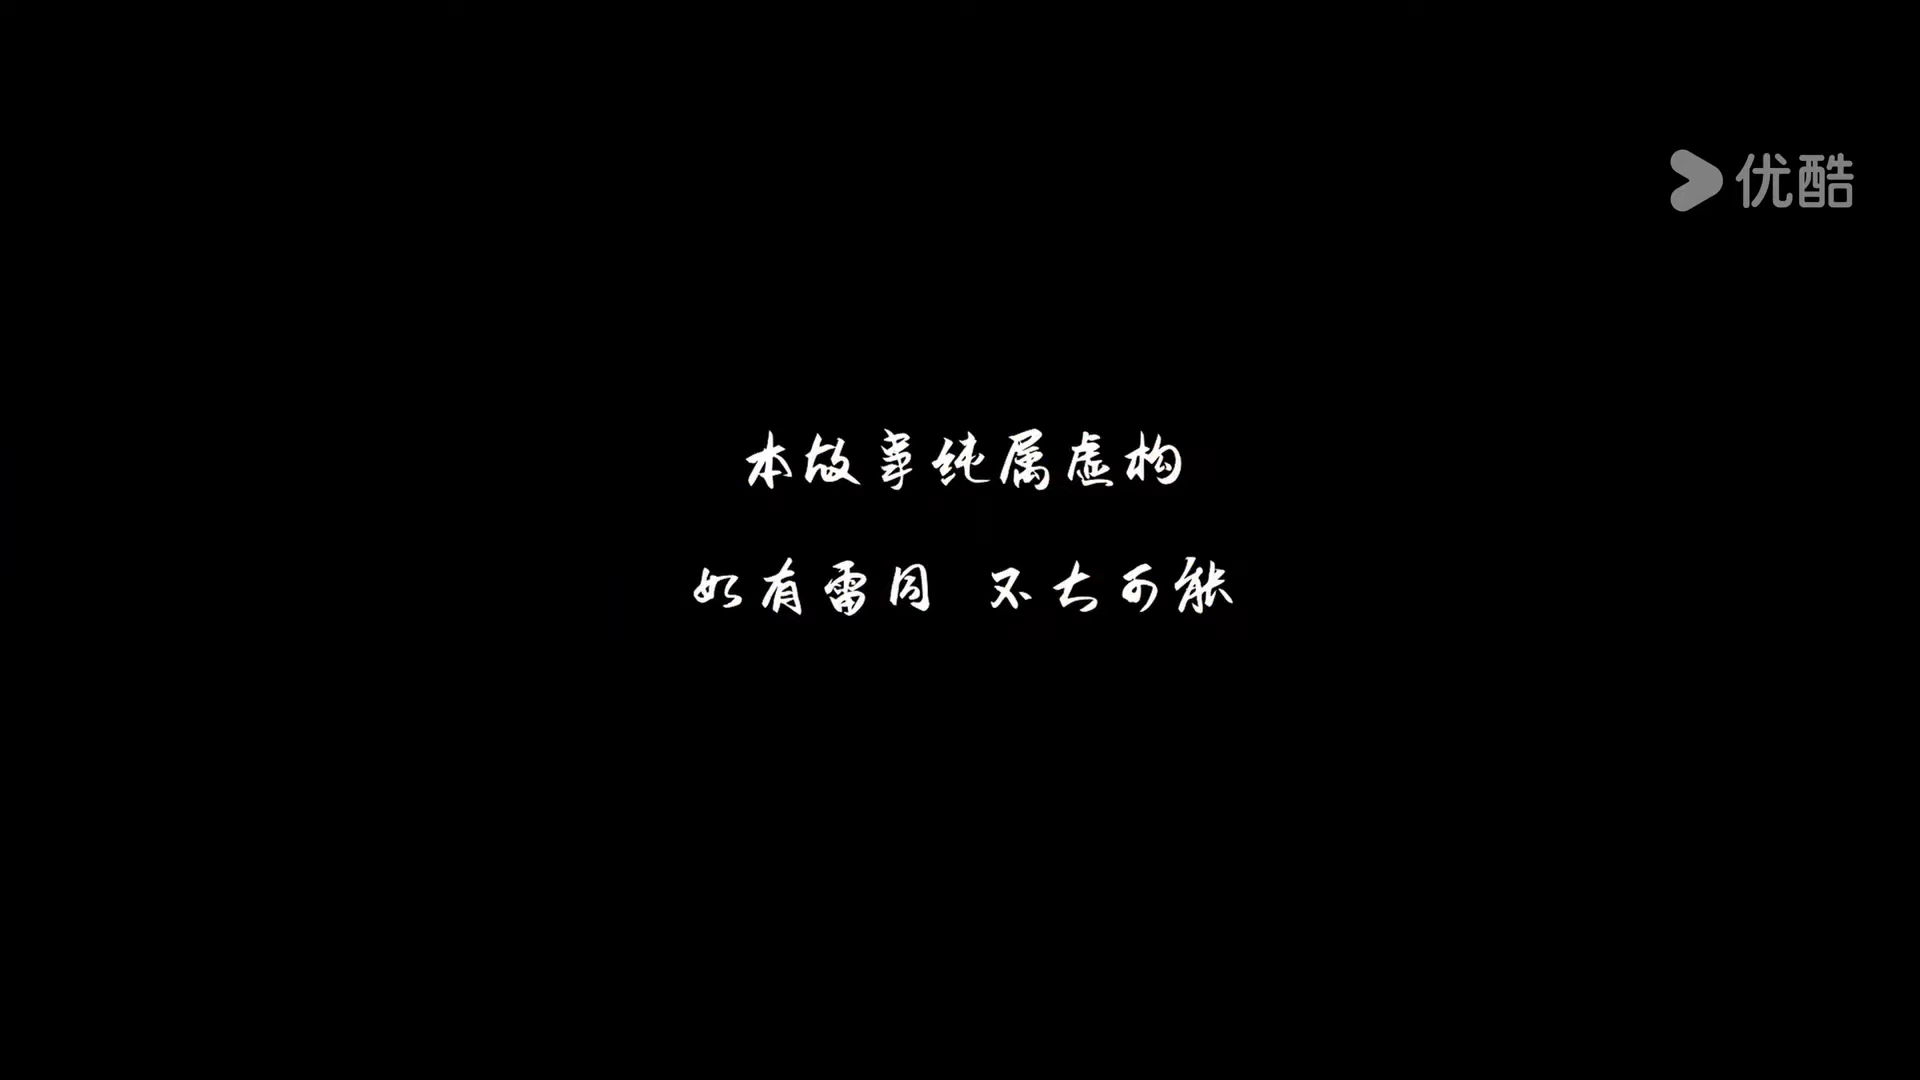 优酷
本故事纯属虚构
如有雷同 不太可能